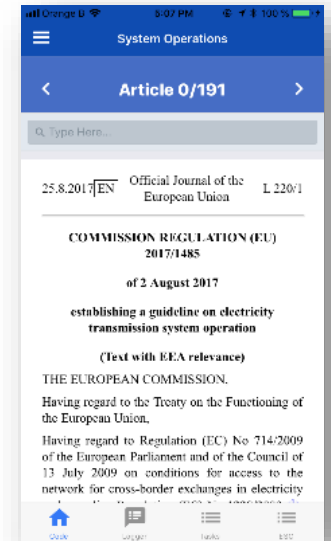 Orange B 5:07 PM 100 %
System Operations
Article 0/191
Type Here...
25.8.2017 EN Official Journal of the European Union L 220/1
COMMISSION REGULATION (EU)
2017/1485
of 2 August 2017
establishing a guideline on electricity
transmission system operation
(Text with EEA relevance)
THE EUROPEAN COMMISSION,
Having regard to the Treaty on the Functioning of
the European Union,
Having regard to Regulation (EC) No 714/2009
of the European Parliament and of the Council of
13 July 2009 on conditions for access to the
network for cross-border exchanges in electricity
Code Logger Tasks ESC